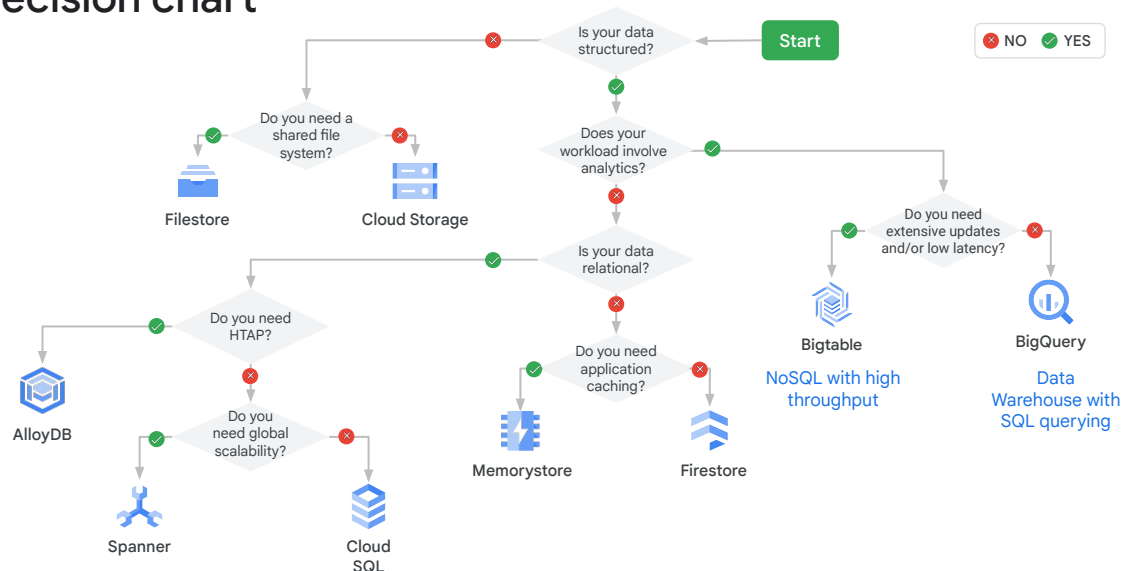 ecision chart
Is your data
structured?
Start
NO
YES
Do you need a
shared file
system?
Does your
workload involve
analytics?
Filestore
Cloud Storage
Do you need
extensive updates
and/or low latency?
Is your data
relational?
Do you need
HTAP?
Bigtable
BigQuery
Do you need
application
caching?
NoSQL with high
throughput
Data
Warehouse with
SQL querying
AlloyDB
Do you
need global
scalability?
Memorystore
Firestore
Spanner
Cloud
SQL